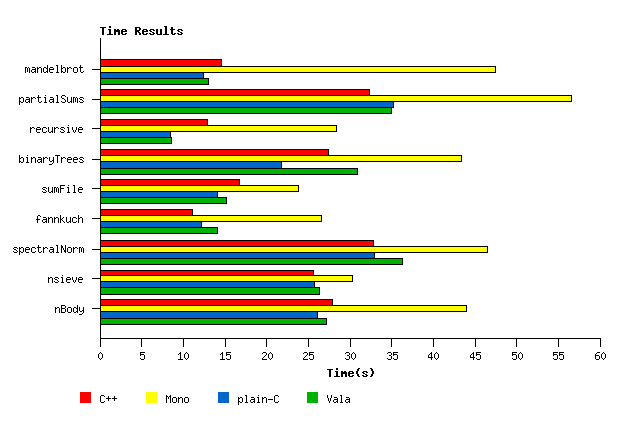 Time Results
mandelbrot
partialSums
recursive
binaryTrees
sumFile
fannkuch
spectralNorm
nsieve
nBody
0 5 10 15 20 25 30 35 40 45 50 55 60
Time(s)
C++ Mono plain-C Vala